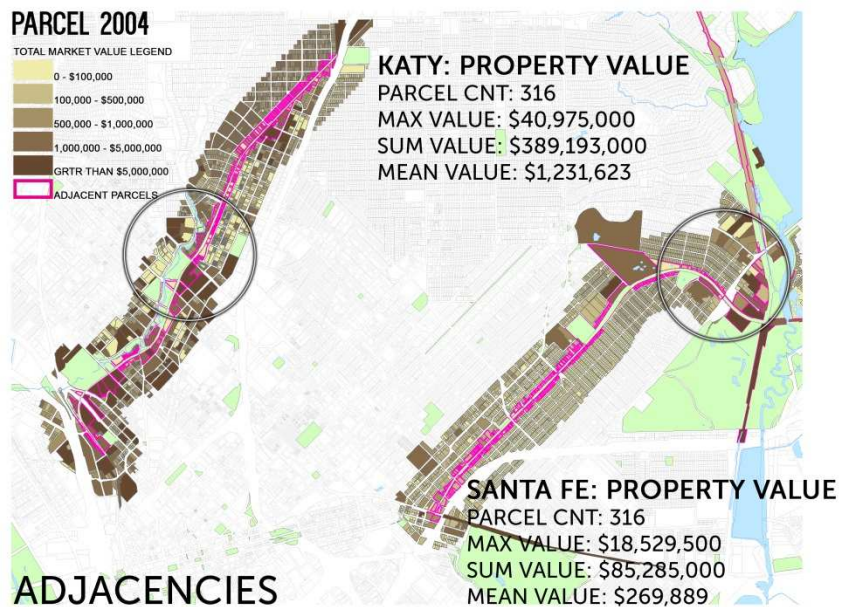 PARCEL 2004
TOTAL MARKET VALUE LEGEND
0 - $100,000
100,000 - $500,000
500,000 - $1,000,000
1,000,000 - $5,000,000
GRTR THAN $5,000,000
ADJACENT PARCELS
KATY: PROPERTY VALUE
PARCEL CNT: 316
MAX VALUE: $40,975,000
SUM VALUE: $389,193,000
MEAN VALUE: $1,231,623
SANTA FE: PROPERTY VALUE
PARCEL CNT: 316
MAX VALUE: $18,529,500
SUM VALUE: $85,285,000
MEAN VALUE: $269,889
ADJACENCIES